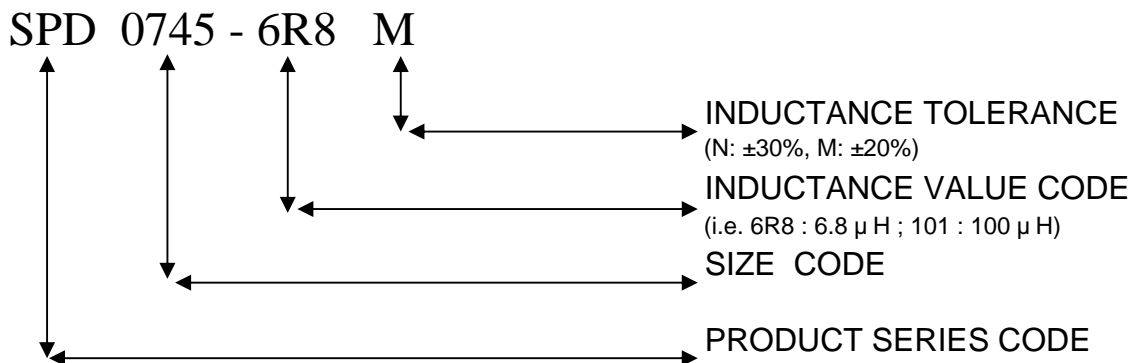 SPD 0745 - 6R8 M
INDUCTANCE TOLERANCE
(N: ±30%, M: ±20%)
INDUCTANCE VALUE CODE
(i.e. 6R8 : 6.8 µ H ; 101 : 100 µ H)
SIZE CODE
PRODUCT SERIES CODE